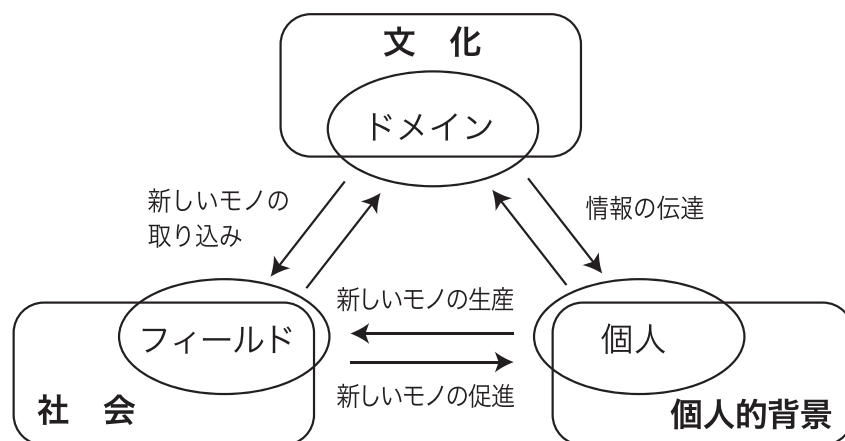 文 化
ドメイン
新しいモノの
取り込み
情報の伝達
新しいモノの生産
フィールド
個人
新しいモノの促進
社 会
個人的背景